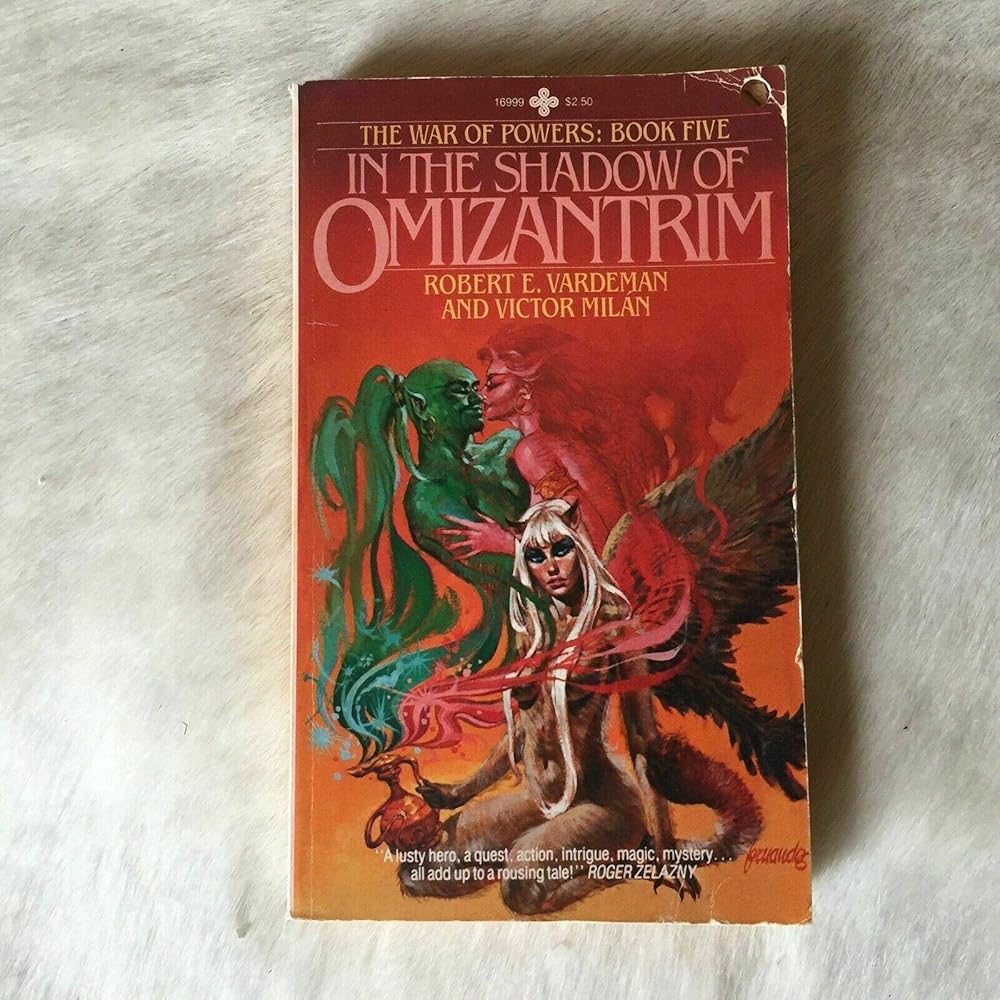 16999 $2.50
THE WAR OF POWERS: BOOK FIVE
IN THE SHADOW OF
OMIZANTRIM
ROBERT E. VARDEMAN
AND VICTOR MILÁN
"A lusty hero, a quest, action, intrigue, magic, mystery...
all add up to a rousing tale!" ROGER ZELAZNY
fernandez